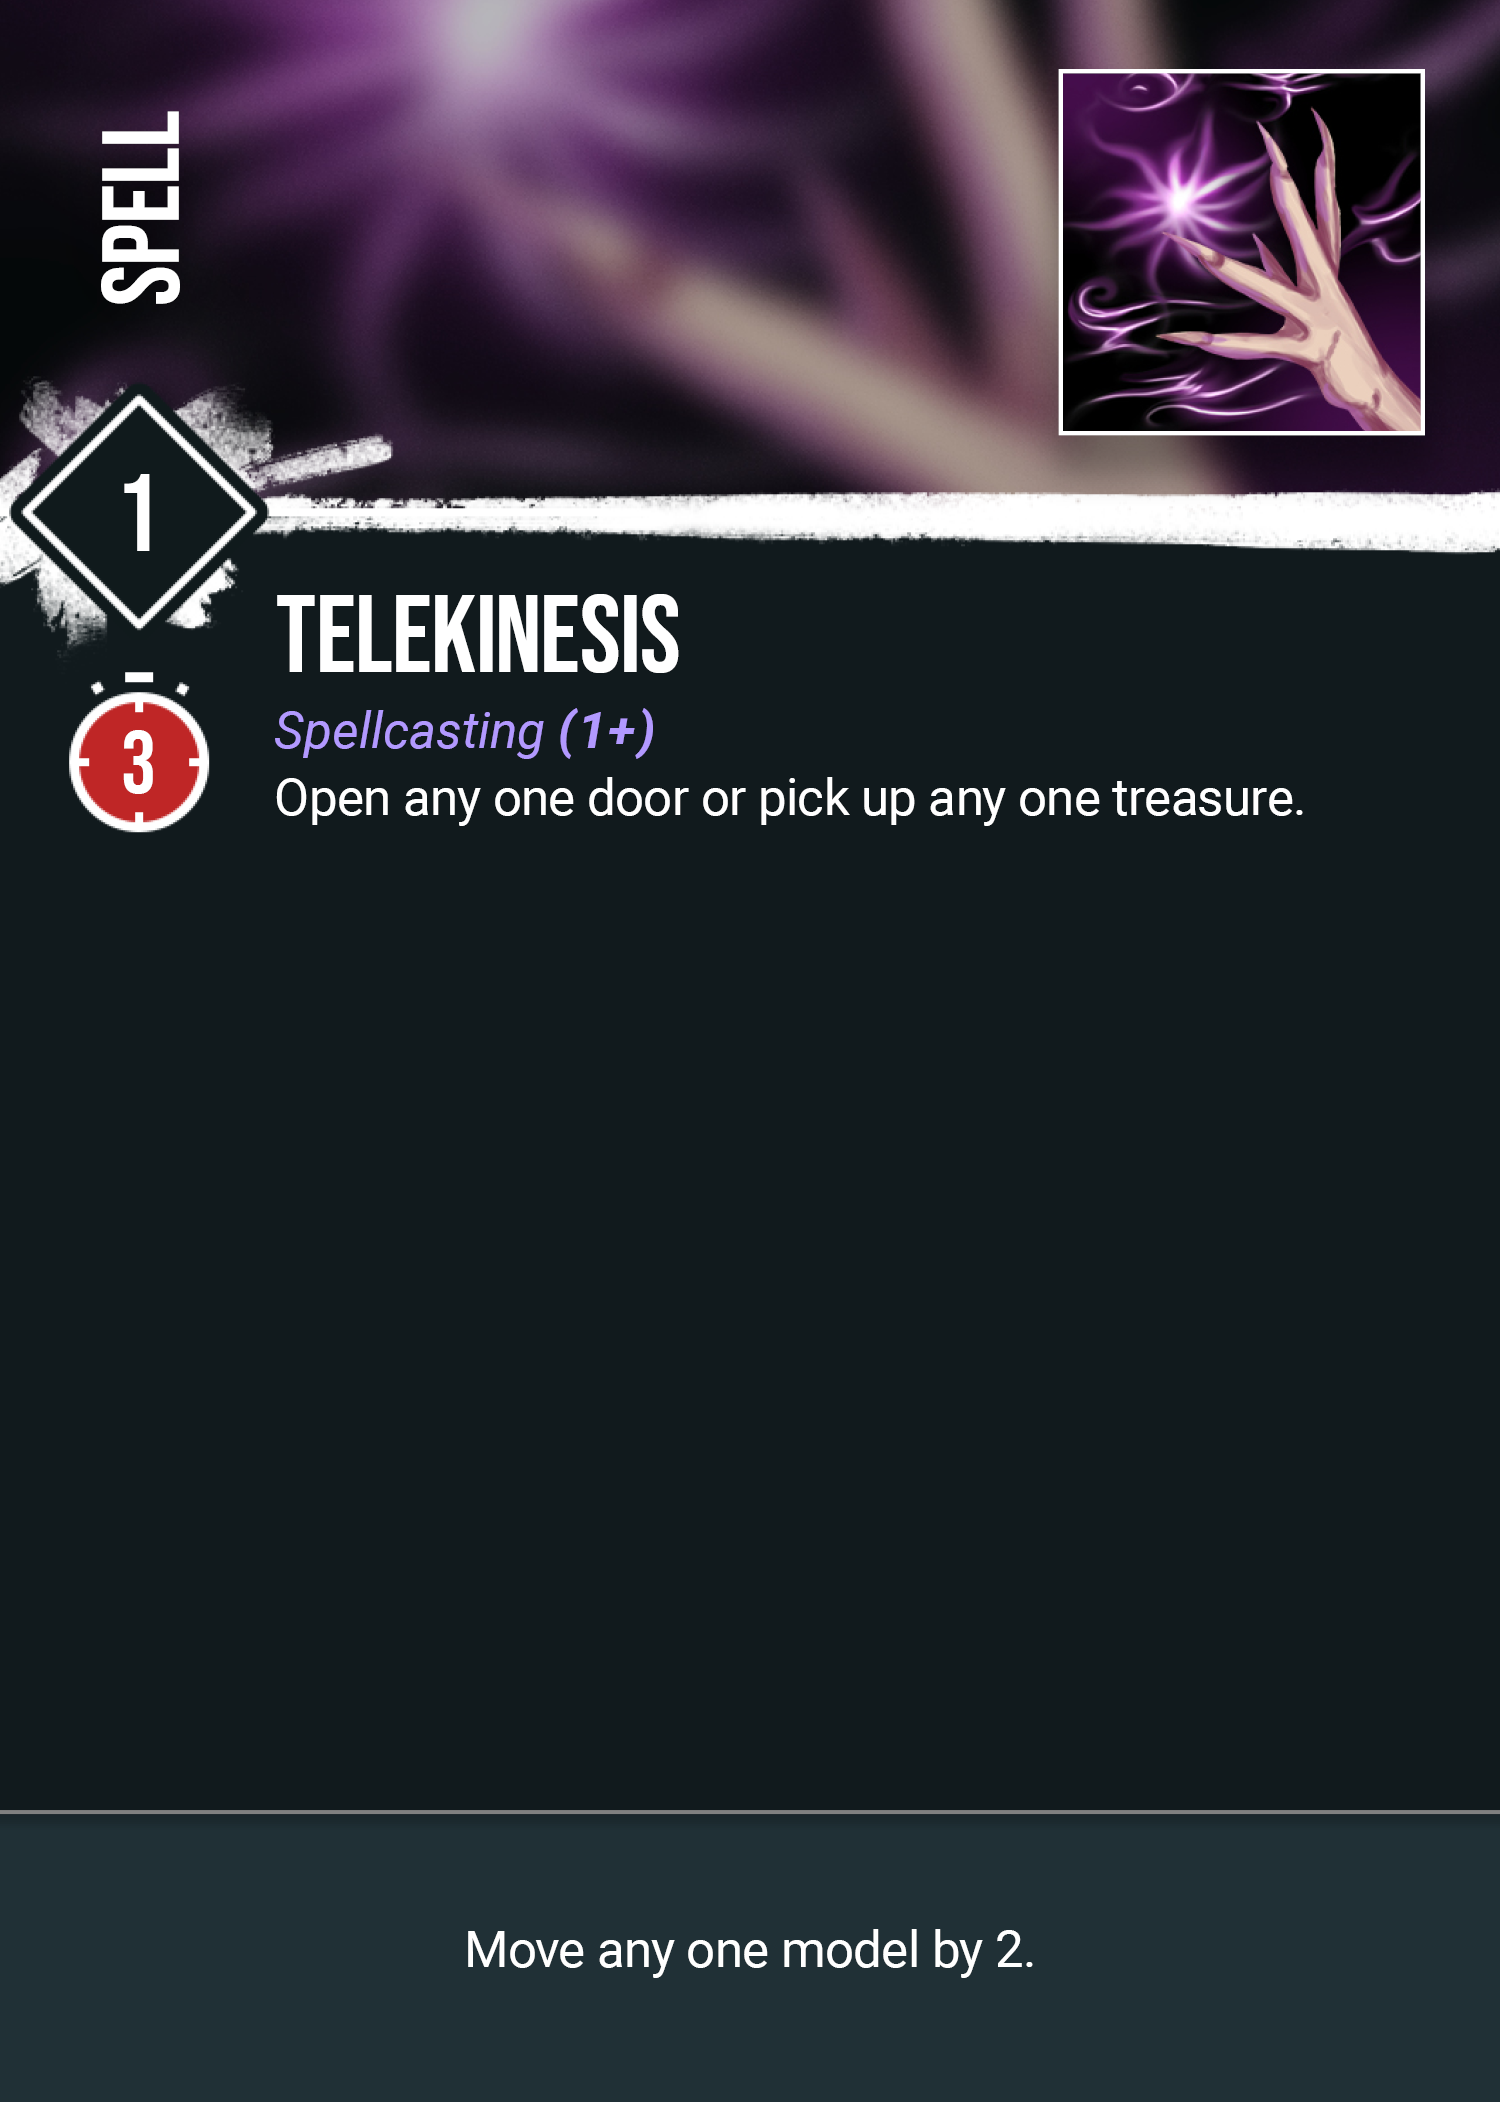 SPELL
1
TELEKINESIS
3
Spellcasting (1+)
Open any one door or pick up any one treasure.
Move any one model by 2.